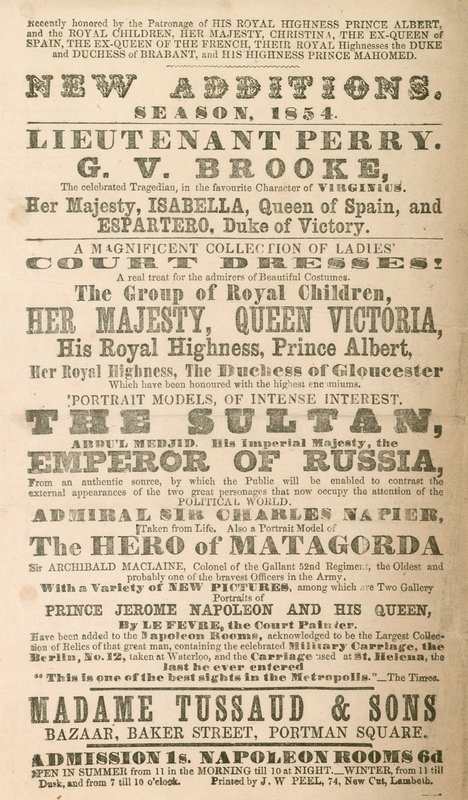 Recently honored by the Patronage of HIS ROYAL HIGHNESS PRINCE ALBERT,
and the ROYAL CHILDREN, HER MAJESTY, CHRISTINA, THE EX-QUEEN of
SPAIN, THE EX-QUEEN OF THE FRENCH, THEIR ROYAL Highnesses the DUKE
and DUCHESS of BRABANT, and HIS HIGHNESS PRINCE MAHOMED.
NEW ADDITIONS.
SEASON, 1854.
LIEUTENANT PERRY.
G. V. BROOKE,
The celebrated Tragedian, in the favourite Character of VIRGINIUS.
Her Majesty, ISABELLA, Queen of Spain, and
ESPARTERO, Duke of Victory.
A MAGNIFICENT COLLECTION OF LADIES'
COURT DRESSES!
A real treat for the admirers of Beautiful Costumes.
The Group of Royal Children,
HER MAJESTY, QUEEN VICTORIA,
His Royal Highness, Prince Albert,
Her Royal Highness, The Duchess of Gloucester
Which have been honoured with the highest encomiums.
PORTRAIT MODELS, OF INTENSE INTEREST.
THE SULTAN,
ABDU'L MEDJID. His Imperial Majesty, the
EMPEROR OF RUSSIA,
From an authentic source, by which the Public will be enabled to contrast the
external appearances of the two great personages that now occupy the attention of the
POLITICAL WORLD.
ADMIRAL SIR CHARLES NAPIER,
Taken from Life. Also a Portrait Model of
The HERO of MATAGORDA
Sir ARCHIBALD MACLAINE, Colonel of the Gallant 52nd Regiment, the Oldest and
probably one of the bravest Officers in the Army,
With a Variety of NEW PICTURES, among which are Two Gallery
Portraits of
PRINCE JEROME NAPOLEON AND HIS QUEEN,
By LE FEVRE, the Court Painter.
Have been added to the Napoleon Rooms, acknowledged to be the Largest Collec-
tion of Relics of that great man, containing the celebrated Military Carriage, the
Berlin, No. 12, taken at Waterloo, and the Carriage used at St. Helena, the
last he ever entered
"This is one of the best sights in the Metropolis."—The Times.
MADAME TUSSAUD & SONS
BAZAAR, BAKER STREET, PORTMAN SQUARE.
ADMISSION 1s. NAPOLEON ROOMS 6d
OPEN IN SUMMER from 11 in the MORNING till 10 at NIGHT.—WINTER, from 11 till
Dusk, and from 7 till 10 o'clock. Printed by J. W PEEL, 74, New Cut, Lambeth.